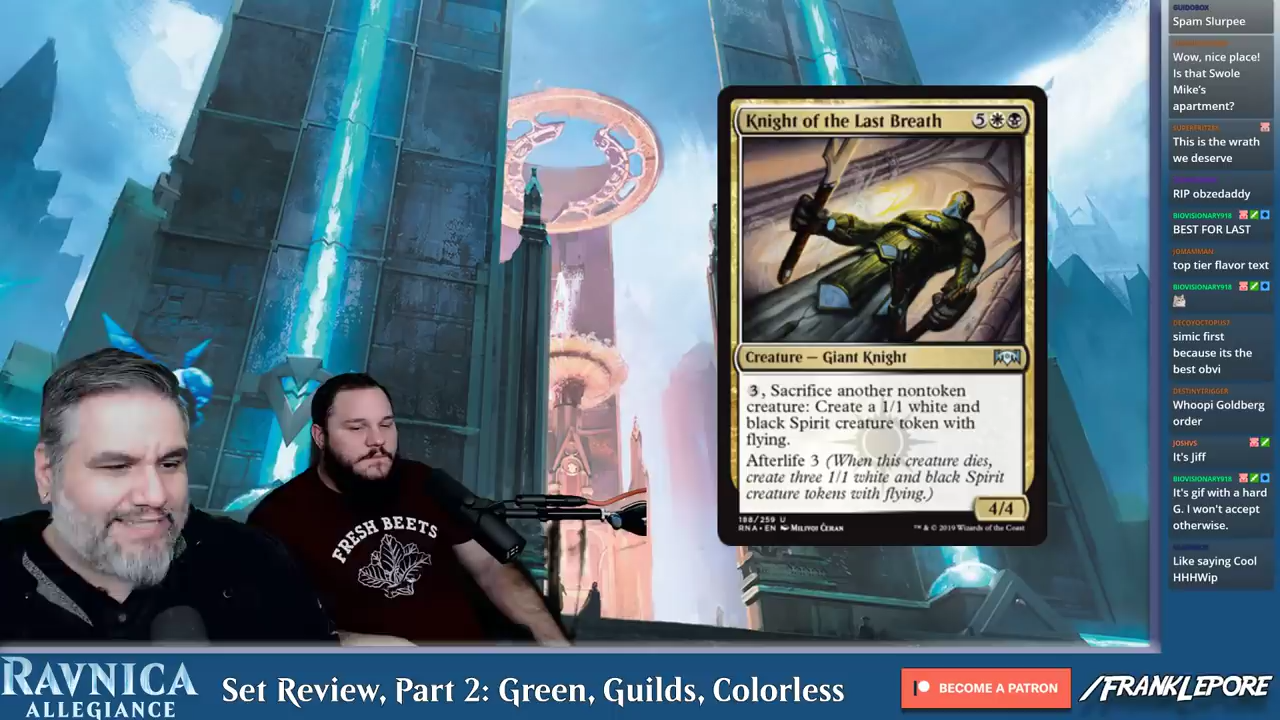 Knight of the Last Breath 5
Creature — Giant Knight
3, Sacrifice another nontoken
creature: Create a 1/1 white and
black Spirit creature token with
flying.
Afterlife 3 (When this creature dies,
create three 1/1 white and black Spirit
creature tokens with flying.)
4/4
188/259 U
RNA • EN Milivoj Ćeran
™ & © 2019 Wizards of the Coast
FRESH BEETS
GUIDOBOX
Spam Slurpee
Wow, nice place!
Is that Swole
Mike's
apartment?
This is the wrath
we deserve
RIP obzedaddy
BIOVISIONARY918
BEST FOR LAST
JOMAMMAN
top tier flavor text
BIOVISIONARY918
DECOYOCTOPUS7
simic first
because its the
best obvi
DESTINYTRIGGER
Whoopi Goldberg
order
JOSHVS
It's Jiff
BIOVISIONARY918
It's gif with a hard
G. I won't accept
otherwise.
Like saying Cool
HHHWip
RAVNICA
ALLEGIANCE
Set Review, Part 2: Green, Guilds, Colorless
BECOME A PATRON
/FRANKLEPORE